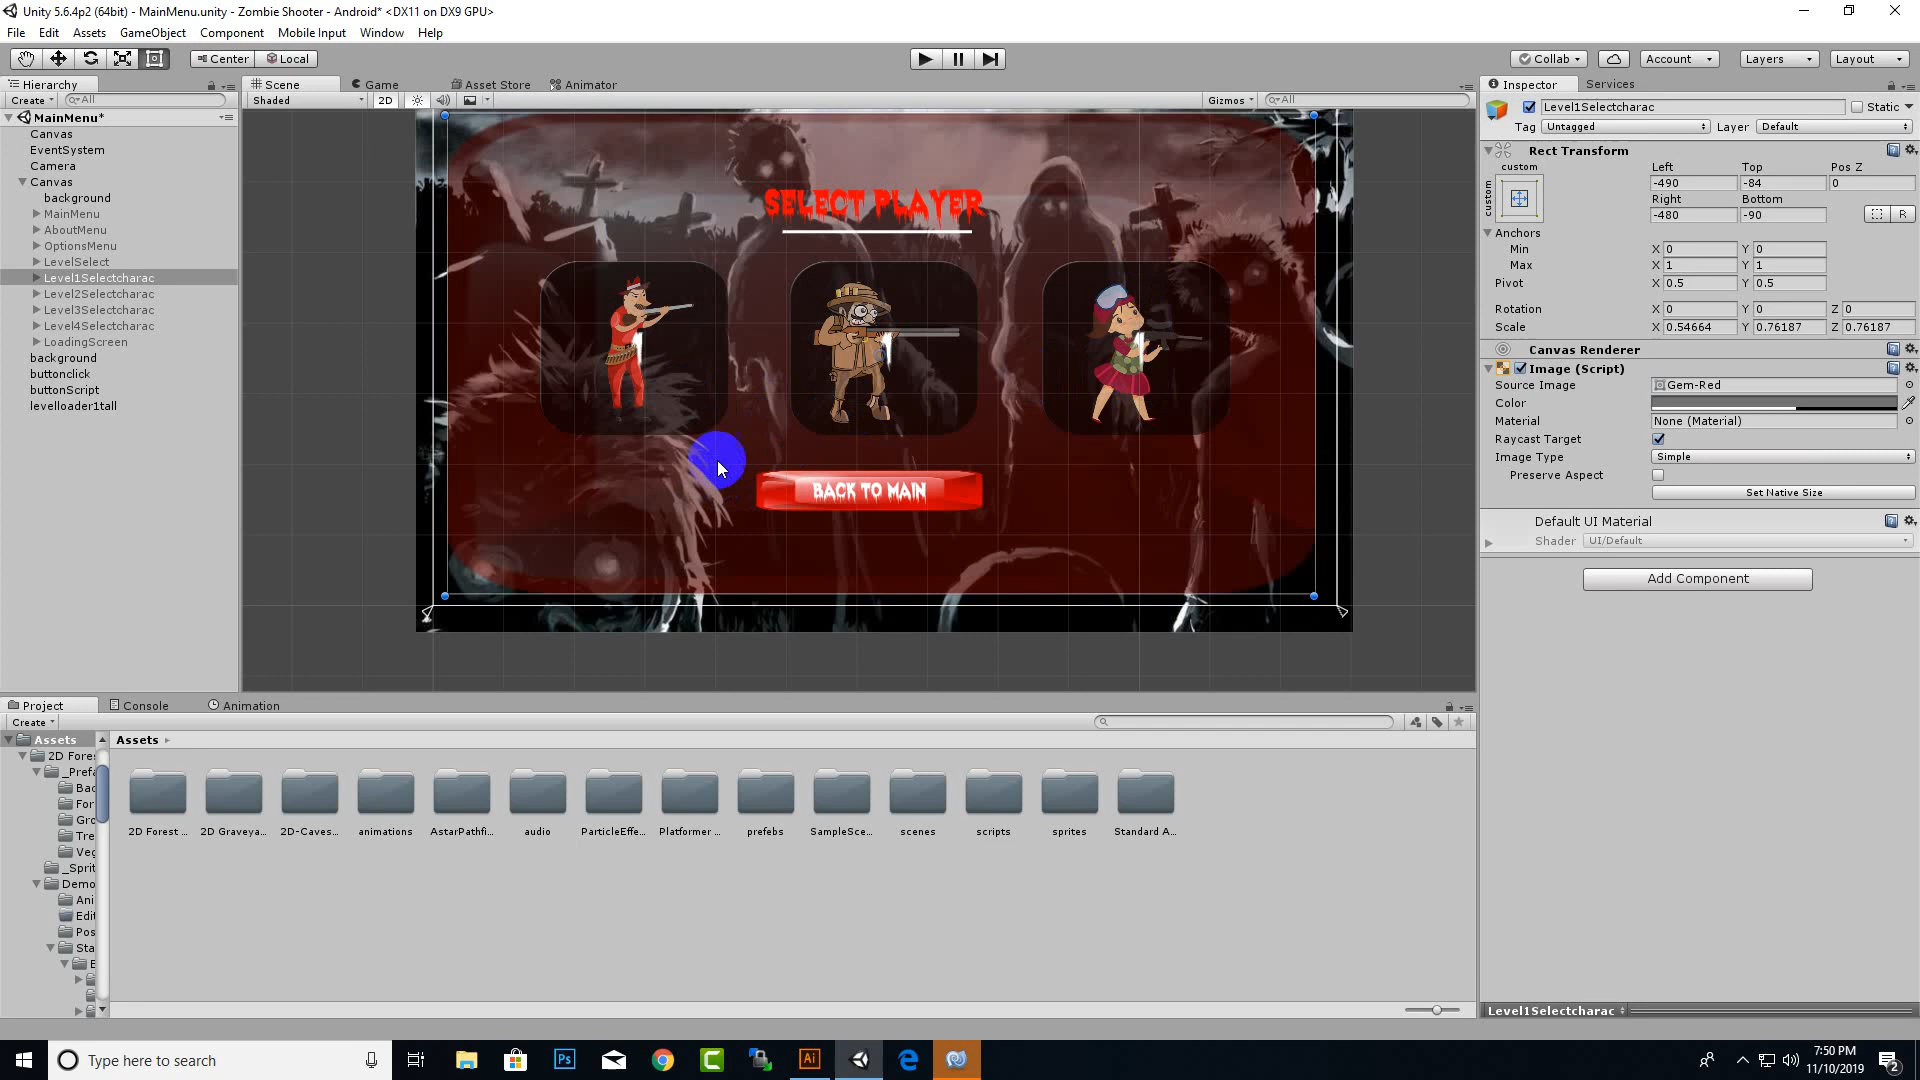 Unity 5.6.4p2 (64bit) - MainMenu.unity - Zombie Shooter - Android* <DX11 on DX9 GPU>
File Edit Assets GameObject Component Mobile Input Window Help
Center Local
Collab Account Layers Layout
Hierarchy
Create All
MainMenu*
Canvas
EventSystem
Camera
Canvas
background
MainMenu
AboutMenu
OptionsMenu
LevelSelect
Level1Selectcharac
Level2Selectcharac
Level3Selectcharac
Level4Selectcharac
LoadingScreen
background
buttonclick
buttonScript
levelloader1tall
Scene Game Asset Store Animator
Shaded 2D Gizmos All
SELECT PLAYER
BACK TO MAIN
Inspector Services
Level1Selectcharac Static
Tag Untagged Layer Default
Rect Transform
custom
custom
Left Top Pos Z
-490 -84 0
Right Bottom
-480 -90 R
Anchors
Min X 0 Y 0
Max X 1 Y 1
Pivot X 0.5 Y 0.5
Rotation X 0 Y 0 Z 0
Scale X 0.54664 Y 0.76187 Z 0.76187
Canvas Renderer
Image (Script)
Source Image Gem-Red
Color
Material None (Material)
Raycast Target
Image Type Simple
Preserve Aspect
Set Native Size
Default UI Material
Shader UI/Default
Add Component
Level1Selectcharac
Project Console Animation
Create
Assets
2D Fores
_Prefa
Bac
For
Gro
Tre
Veg
_Sprit
Demo
Ani
Edit
Pos
Sta
E
Assets
2D Forest ... 2D Graveya... 2D-Caves... animations AstarPathfi... audio ParticleEffe... Platformer ... prefebs SampleSce... scenes scripts sprites Standard A...
Type here to search
Ps
Ai
7:50 PM
11/10/2019
2